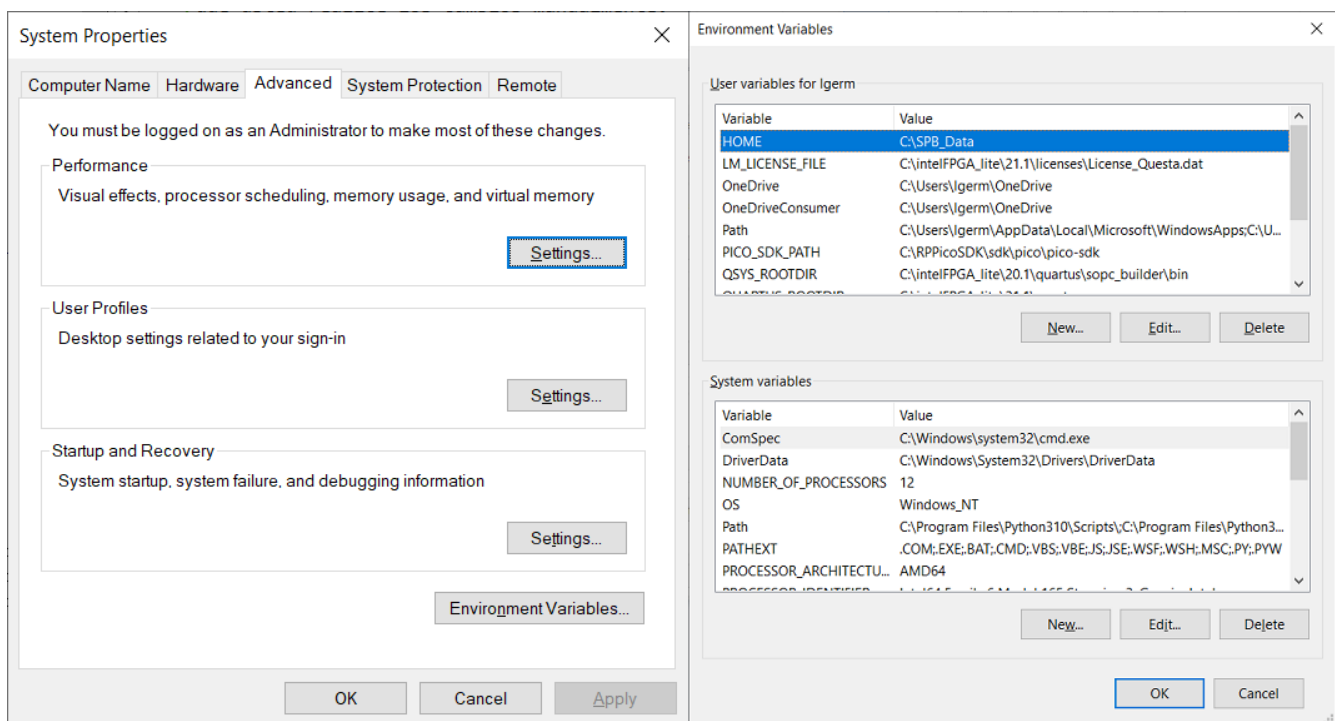 System Properties
Computer Name Hardware Advanced System Protection Remote
You must be logged on as an Administrator to make most of these changes.
Performance
Visual effects, processor scheduling, memory usage, and virtual memory
Settings...
User Profiles
Desktop settings related to your sign-in
Settings...
Startup and Recovery
System startup, system failure, and debugging information
Settings...
Environment Variables...
OK Cancel Apply
Environment Variables
User variables for lgerm
Variable Value
HOME C:\SPB_Data
LM_LICENSE_FILE C:\intelFPGA_lite\21.1\licenses\License_Questa.dat
OneDrive C:\Users\lgerm\OneDrive
OneDriveConsumer C:\Users\lgerm\OneDrive
Path C:\Users\lgerm\AppData\Local\Microsoft\WindowsApps;C:\U...
PICO_SDK_PATH C:\RPPicoSDK\sdk\pico\pico-sdk
QSYS_ROOTDIR C:\intelFPGA_lite\20.1\quartus\sopc_builder\bin
New... Edit... Delete
System variables
Variable Value
ComSpec C:\Windows\system32\cmd.exe
DriverData C:\Windows\System32\Drivers\DriverData
NUMBER_OF_PROCESSORS 12
OS Windows_NT
Path C:\Program Files\Python310\Scripts\;C:\Program Files\Python3...
PATHEXT .COM;.EXE;.BAT;.CMD;.VBS;.VBE;.JS;.JSE;.WSF;.WSH;.MSC;.PY;.PYW
PROCESSOR_ARCHITECTU... AMD64
New... Edit... Delete
OK Cancel